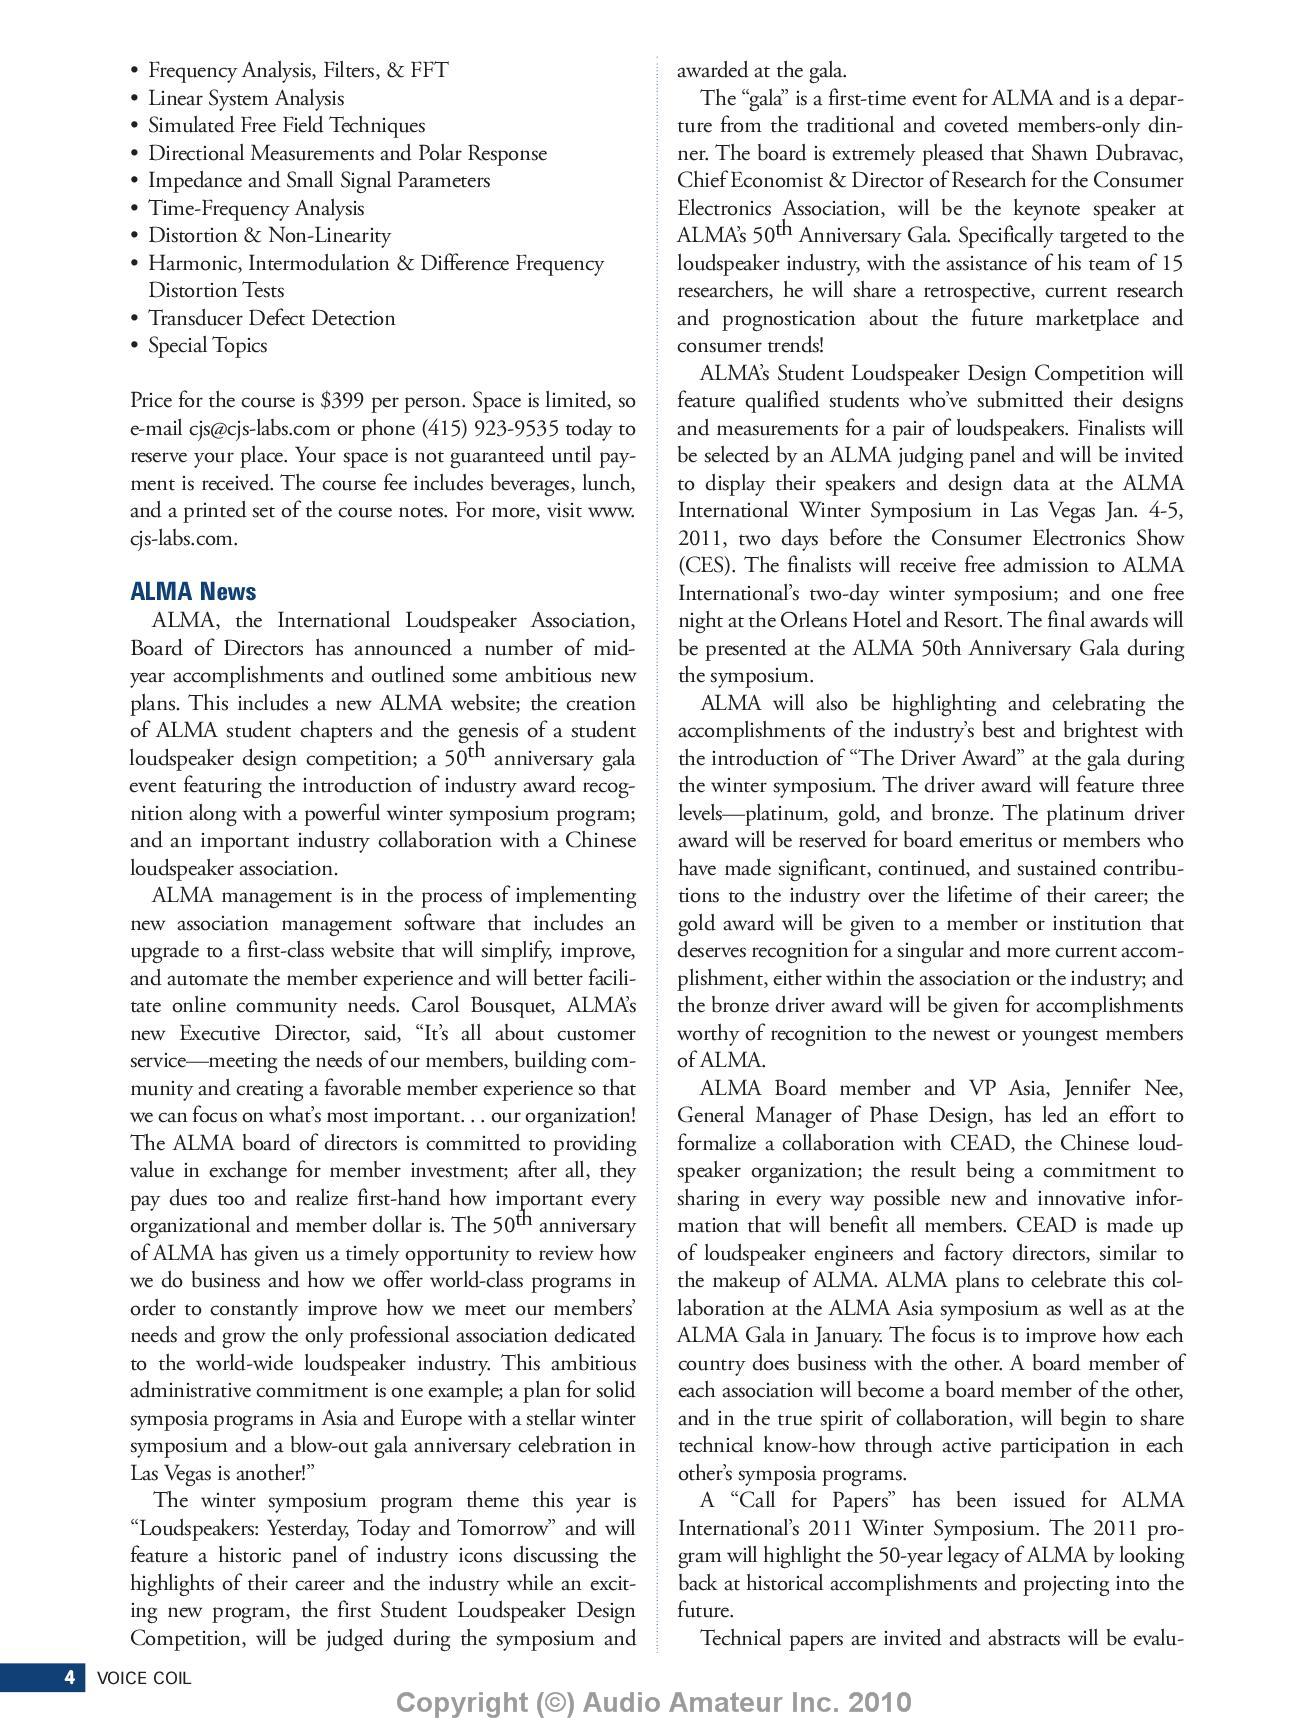 • Frequency Analysis, Filters, & FFT
• Linear System Analysis
• Simulated Free Field Techniques
• Directional Measurements and Polar Response
• Impedance and Small Signal Parameters
• Time-Frequency Analysis
• Distortion & Non-Linearity
• Harmonic, Intermodulation & Difference Frequency
Distortion Tests
• Transducer Defect Detection
• Special Topics
Price for the course is $399 per person. Space is limited, so
e-mail cjs@cjs-labs.com or phone (415) 923-9535 today to
reserve your place. Your space is not guaranteed until pay-
ment is received. The course fee includes beverages, lunch,
and a printed set of the course notes. For more, visit www.
cjs-labs.com.
ALMA News
ALMA, the International Loudspeaker Association,
Board of Directors has announced a number of mid-
year accomplishments and outlined some ambitious new
plans. This includes a new ALMA website; the creation
of ALMA student chapters and the genesis of a student
loudspeaker design competition; a 50th anniversary gala
event featuring the introduction of industry award recog-
nition along with a powerful winter symposium program;
and an important industry collaboration with a Chinese
loudspeaker association.
ALMA management is in the process of implementing
new association management software that includes an
upgrade to a first-class website that will simplify, improve,
and automate the member experience and will better facili-
tate online community needs. Carol Bousquet, ALMA's
new Executive Director, said, “It's all about customer
service—meeting the needs of our members, building com-
munity and creating a favorable member experience so that
we can focus on what's most important. . . our organization!
The ALMA board of directors is committed to providing
value in exchange for member investment; after all, they
pay dues too and realize first-hand how important every
organizational and member dollar is. The 50th anniversary
of ALMA has given us a timely opportunity to review how
we do business and how we offer world-class programs in
order to constantly improve how we meet our members'
needs and grow the only professional association dedicated
to the world-wide loudspeaker industry. This ambitious
administrative commitment is one example; a plan for solid
symposia programs in Asia and Europe with a stellar winter
symposium and a blow-out gala anniversary celebration in
Las Vegas is another!”
The winter symposium program theme this year is
“Loudspeakers: Yesterday, Today and Tomorrow” and will
feature a historic panel of industry icons discussing the
highlights of their career and the industry while an excit-
ing new program, the first Student Loudspeaker Design
Competition, will be judged during the symposium and
awarded at the gala.
The “gala” is a first-time event for ALMA and is a depar-
ture from the traditional and coveted members-only din-
ner. The board is extremely pleased that Shawn Dubravac,
Chief Economist & Director of Research for the Consumer
Electronics Association, will be the keynote speaker at
ALMA's 50th Anniversary Gala. Specifically targeted to the
loudspeaker industry, with the assistance of his team of 15
researchers, he will share a retrospective, current research
and prognostication about the future marketplace and
consumer trends!
ALMA's Student Loudspeaker Design Competition will
feature qualified students who've submitted their designs
and measurements for a pair of loudspeakers. Finalists will
be selected by an ALMA judging panel and will be invited
to display their speakers and design data at the ALMA
International Winter Symposium in Las Vegas Jan. 4-5,
2011, two days before the Consumer Electronics Show
(CES). The finalists will receive free admission to ALMA
International's two-day winter symposium; and one free
night at the Orleans Hotel and Resort. The final awards will
be presented at the ALMA 50th Anniversary Gala during
the symposium.
ALMA will also be highlighting and celebrating the
accomplishments of the industry's best and brightest with
the introduction of “The Driver Award” at the gala during
the winter symposium. The driver award will feature three
levels—platinum, gold, and bronze. The platinum driver
award will be reserved for board emeritus or members who
have made significant, continued, and sustained contribu-
tions to the industry over the lifetime of their career; the
gold award will be given to a member or institution that
deserves recognition for a singular and more current accom-
plishment, either within the association or the industry; and
the bronze driver award will be given for accomplishments
worthy of recognition to the newest or youngest members
of ALMA.
ALMA Board member and VP Asia, Jennifer Nee,
General Manager of Phase Design, has led an effort to
formalize a collaboration with CEAD, the Chinese loud-
speaker organization; the result being a commitment to
sharing in every way possible new and innovative infor-
mation that will benefit all members. CEAD is made up
of loudspeaker engineers and factory directors, similar to
the makeup of ALMA. ALMA plans to celebrate this col-
laboration at the ALMA Asia symposium as well as at the
ALMA Gala in January. The focus is to improve how each
country does business with the other. A board member of
each association will become a board member of the other,
and in the true spirit of collaboration, will begin to share
technical know-how through active participation in each
other's symposia programs.
A “Call for Papers” has been issued for ALMA
International's 2011 Winter Symposium. The 2011 pro-
gram will highlight the 50-year legacy of ALMA by looking
back at historical accomplishments and projecting into the
future.
Technical papers are invited and abstracts will be evalu-
4 VOICE COIL
Copyright (©) Audio Amateur Inc. 2010